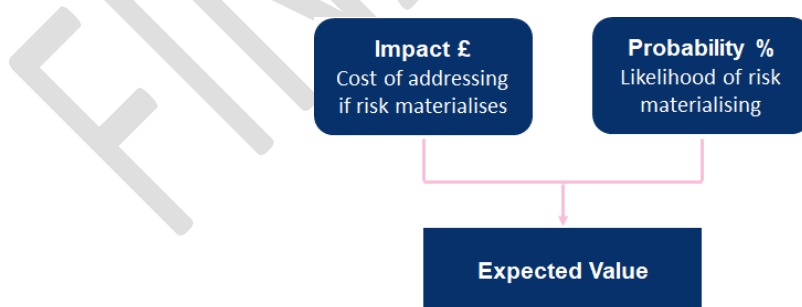 Impact £
Cost of addressing
if risk materialises
Probability %
Likelihood of risk
materialising
Expected Value